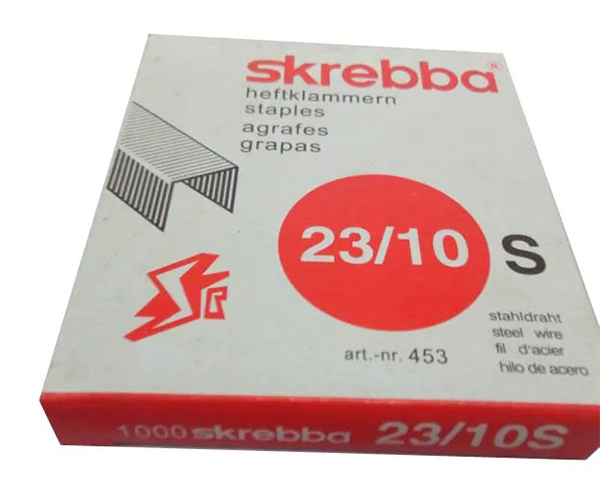 skrebba®
heftklammern
staples
agrafes
grapas
23/10 S
stahldraht
steel wire
fil d'acier
hilo de acero
art.-nr. 453
1000 skrebba 23/10S